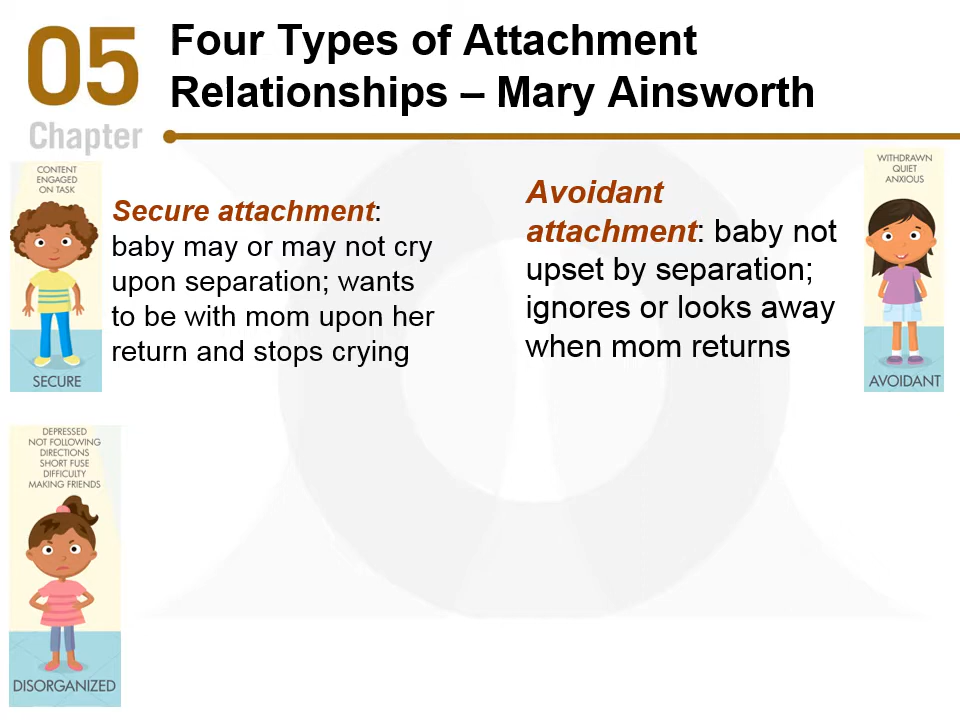 05
Chapter
Four Types of Attachment
Relationships – Mary Ainsworth
CONTENT
ENGAGED
ON TASK
SECURE
Secure attachment:
baby may or may not cry
upon separation; wants
to be with mom upon her
return and stops crying
Avoidant
attachment: baby not
upset by separation;
ignores or looks away
when mom returns
WITHDRAWN
QUIET
ANXIOUS
AVOIDANT
DEPRESSED
NOT FOLLOWING
DIRECTIONS
SHORT FUSE
DIFFICULTY
MAKING FRIENDS
DISORGANIZED